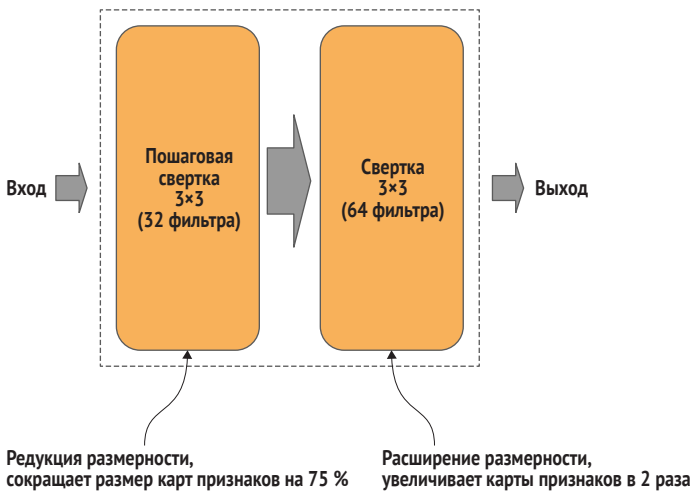 Вход
Пошаговая
свертка
3×3
(32 фильтра)
Свертка
3×3
(64 фильтра)
Выход
Редукция размерности,
сокращает размер карт признаков на 75 %
Расширение размерности,
увеличивает карты признаков в 2 раза